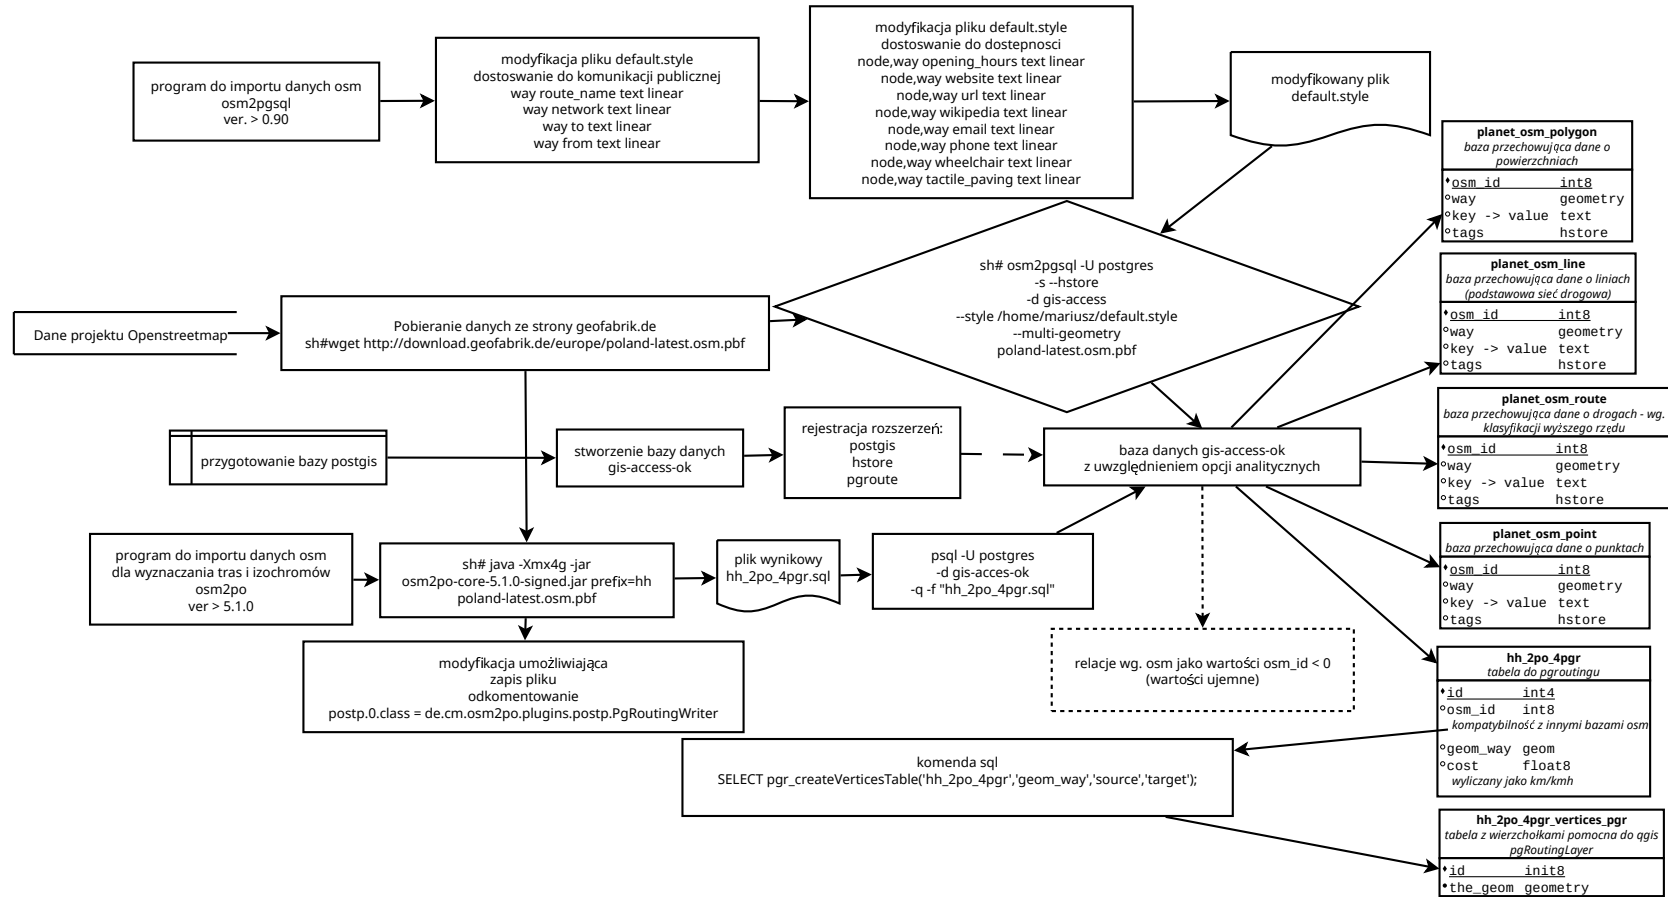 program do importu danych osm
osm2pgsql
ver. > 0.90
modyfikacja pliku default.style
dostoswanie do komunikacji publicznej
way route_name text linear
way network text linear
way to text linear
way from text linear
modyfikacja pliku default.style
dostoswanie do dostepnosci
node,way opening_hours text linear
node,way website text linear
node,way url text linear
node,way wikipedia text linear
node,way email text linear
node,way phone text linear
node,way wheelchair text linear
node,way tactile_paving text linear
modyfikowany plik
default.style
planet_osm_polygon
baza przechowująca dane o
powierzchniach
osm_id int8
way geometry
key -> value text
tags hstore
Dane projektu Openstreetmap
Pobieranie danych ze strony geofabrik.de
sh#wget http://download.geofabrik.de/europe/poland-latest.osm.pbf
sh# osm2pgsql -U postgres
-s --hstore
-d gis-access
--style /home/mariusz/default.style
--multi-geometry
poland-latest.osm.pbf
planet_osm_line
baza przechowująca dane o liniach
(podstawowa sieć drogowa)
osm_id int8
way geometry
key -> value text
tags hstore
przygotowanie bazy postgis
stworzenie bazy danych
gis-access-ok
rejestracja rozszerzeń:
postgis
hstore
pgroute
baza danych gis-access-ok
z uwzględnieniem opcji analitycznych
planet_osm_route
baza przechowująca dane o drogach - wg.
klasyfikacji wyższego rzędu
osm_id int8
way geometry
key -> value text
tags hstore
program do importu danych osm
dla wyznaczania tras i izochromów
osm2po
ver > 5.1.0
sh# java -Xmx4g -jar
osm2po-core-5.1.0-signed.jar prefix=hh
poland-latest.osm.pbf
plik wynikowy
hh_2po_4pgr.sql
psql -U postgres
-d gis-acces-ok
-q -f "hh_2po_4pgr.sql"
planet_osm_point
baza przechowująca dane o punktach
osm_id int8
way geometry
key -> value text
tags hstore
modyfikacja umożliwiająca
zapis pliku
odkomentowanie
postp.0.class = de.cm.osm2po.plugins.postp.PgRoutingWriter
relacje wg. osm jako wartości osm_id < 0
(wartości ujemne)
hh_2po_4pgr
tabela do pgroutingu
id int4
osm_id int8
kompatybilność z innymi bazami osm
geom_way geom
cost float8
wyliczany jako km/kmh
komenda sql
SELECT pgr_createVerticesTable('hh_2po_4pgr','geom_way','source','target');
hh_2po_4pgr_vertices_pgr
tabela z wierzchołkami pomocna do qgis
pgRoutingLayer
id init8
the_geom geometry